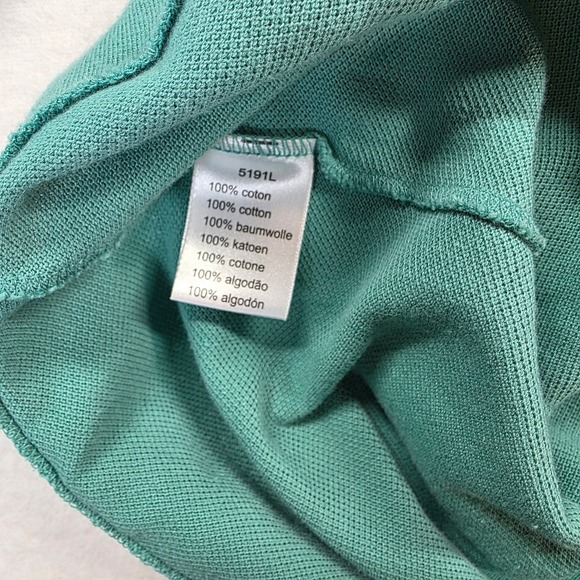 5191L
100% coton
100% cotton
100% baumwolle
100% katoen
100% cotone
100% algodão
100% algodón